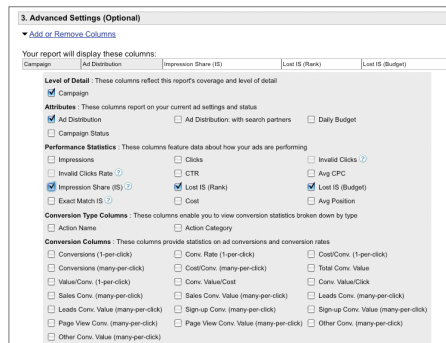 3. Advanced Settings (Optional)
Add or Remove Columns
Your report will display these columns:
Campaign Ad Distribution Impression Share (IS) Lost IS (Rank) Lost IS (Budget)
Level of Detail : These columns reflect this report's coverage and level of detail
Campaign
Attributes : These columns report on your current ad settings and status
Ad Distribution Ad Distribution: with search partners Daily Budget
Campaign Status
Performance Statistics : These columns feature data about how your ads are performing
Impressions Clicks Invalid Clicks ?
Invalid Clicks Rate ? CTR Avg CPC
Impression Share (IS) ? Lost IS (Rank) Lost IS (Budget)
Exact Match IS ? Cost Avg Position
Conversion Type Columns : These columns enable you to view conversion statistics broken down by type
Action Name Action Category
Conversion Columns : These columns provide statistics on ad conversions and conversion rates
Conversions (1-per-click) Conv. Rate (1-per-click) Cost/Conv. (1-per-click)
Conversions (many-per-click) Cost/Conv. (many-per-click) Total Conv. Value
Value/Conv. (1-per-click) Conv. Value/Cost Conv. Value/Click
Sales Conv. (many-per-click) Sales Conv. Value (many-per-click) Leads Conv. (many-per-click)
Leads Conv. Value (many-per-click) Sign-up Conv. (many-per-click) Sign-up Conv. Value (many-per-click)
Page View Conv. (many-per-click) Page View Conv. Value (many-per-click) Other Conv. (many-per-click)
Other Conv. Value (many-per-click)